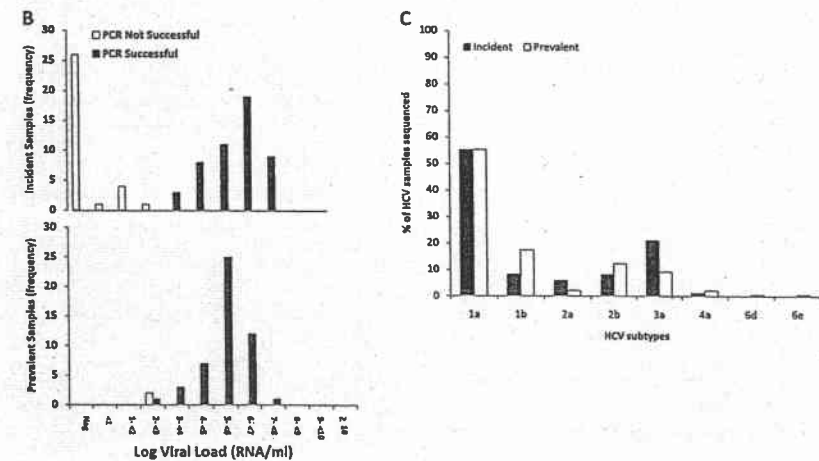 B
PCR Not Successful
PCR Successful
Incident Samples (frequency)
30
25
20
15
10
5
0
Prevalent Samples (frequency)
30
25
20
15
10
5
0
Log Viral Load (RNA/ml)
C
Incident
Prevalent
% of HCV samples sequenced
100
90
80
70
60
50
40
30
20
10
0
1a 1b 2a 2b 3a 4a 6d 6e
HCV subtypes